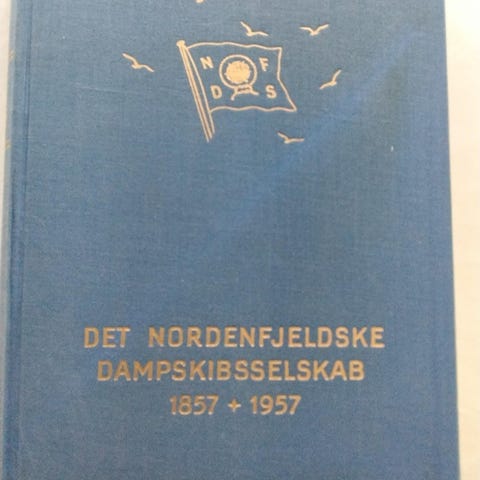 N F
D S
DET NORDENFJELDSKE
DAMPSKIBSSELSKAB
1857 + 1957